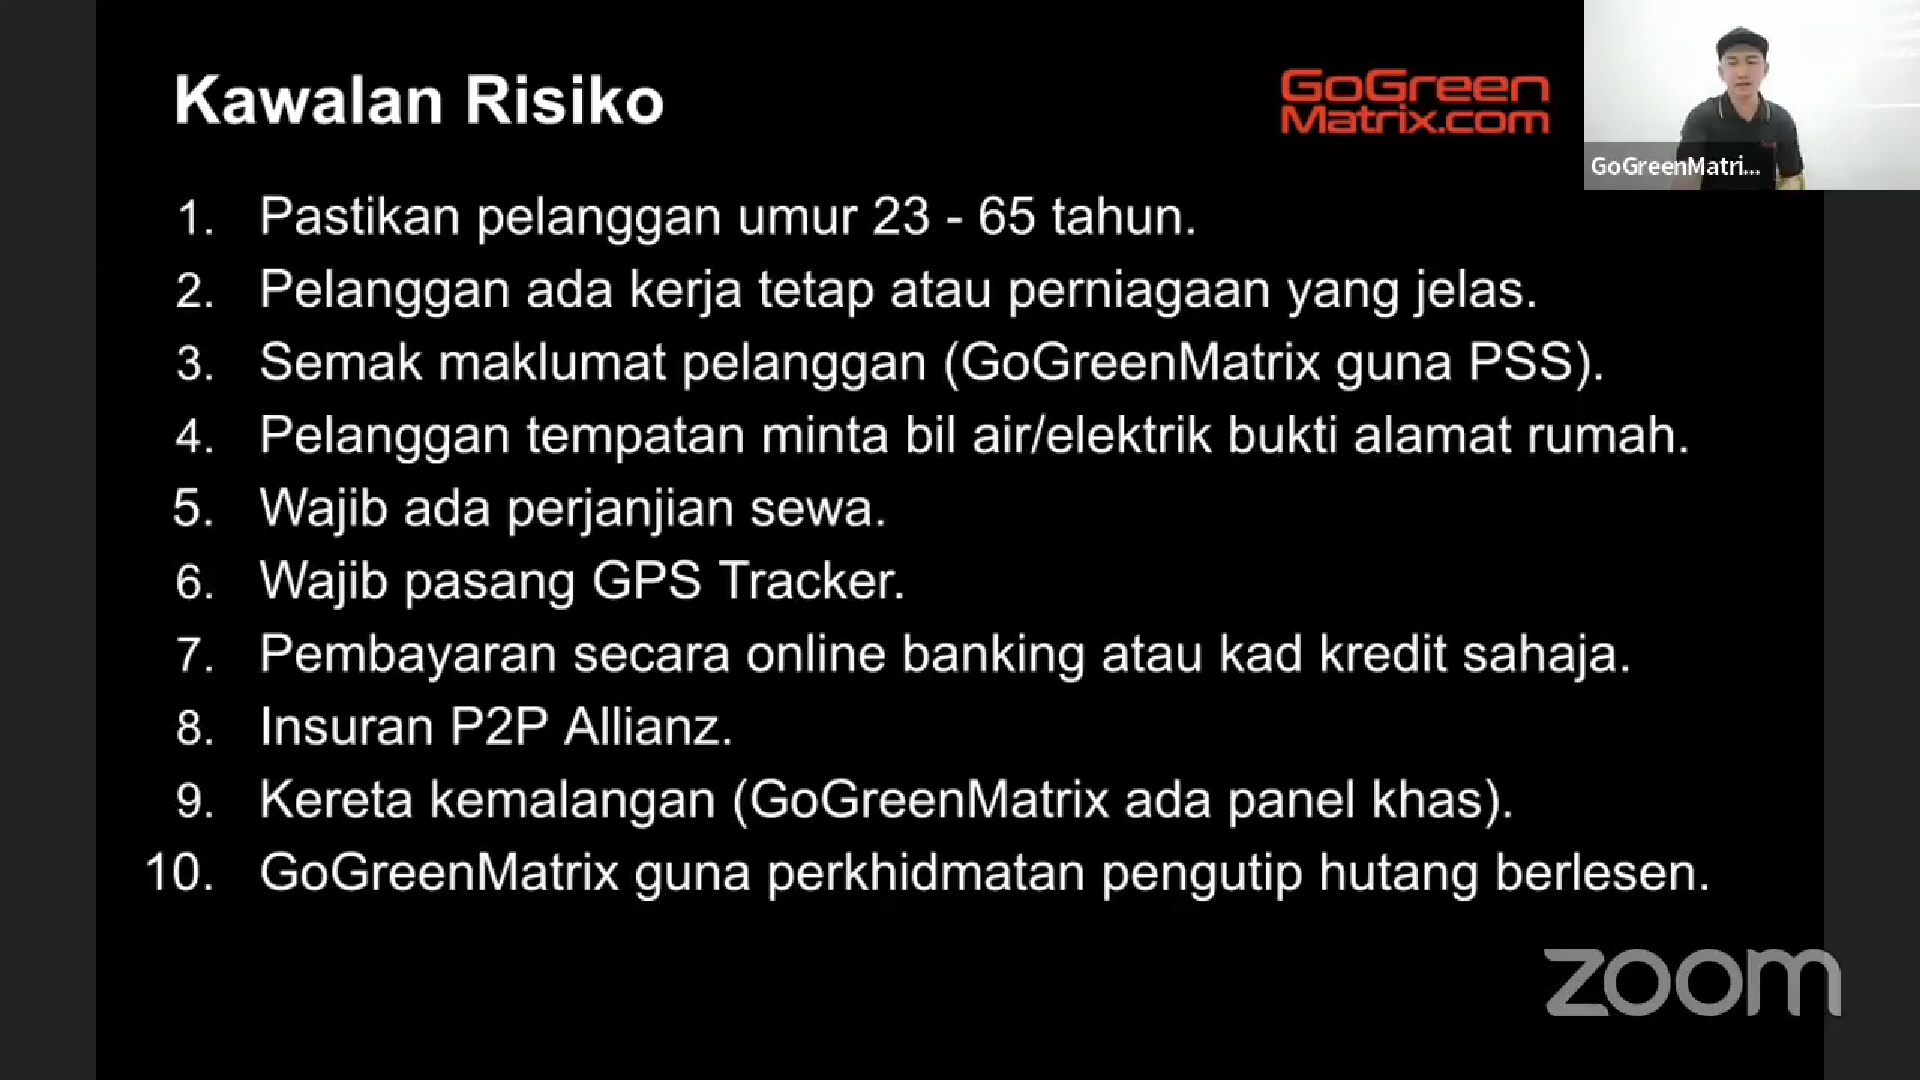 Kawalan Risiko
GoGreen
Matrix.com
GoGreenMatri...
1. Pastikan pelanggan umur 23 - 65 tahun.
2. Pelanggan ada kerja tetap atau perniagaan yang jelas.
3. Semak maklumat pelanggan (GoGreenMatrix guna PSS).
4. Pelanggan tempatan minta bil air/elektrik bukti alamat rumah.
5. Wajib ada perjanjian sewa.
6. Wajib pasang GPS Tracker.
7. Pembayaran secara online banking atau kad kredit sahaja.
8. Insuran P2P Allianz.
9. Kereta kemalangan (GoGreenMatrix ada panel khas).
10. GoGreenMatrix guna perkhidmatan pengutip hutang berlesen.
zoom